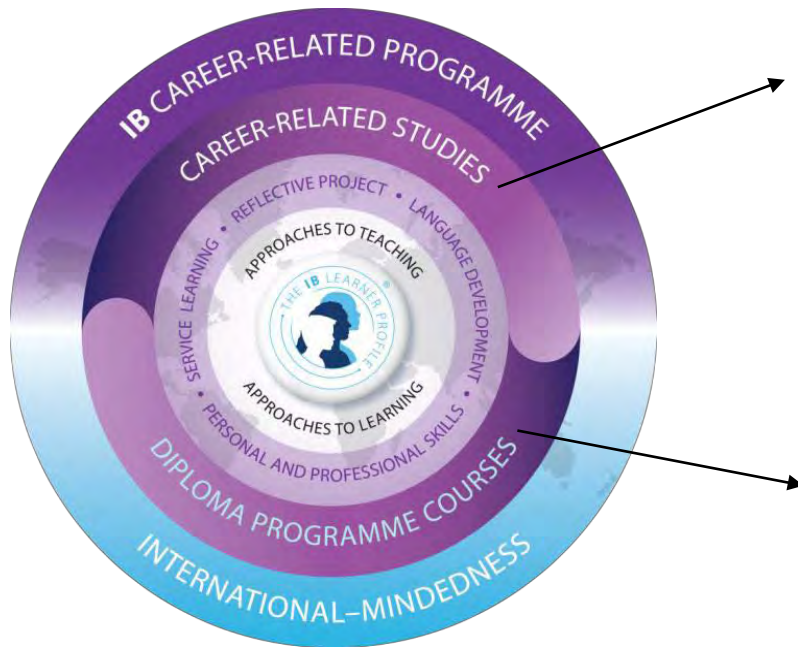 IB CAREER-RELATED PROGRAMME
CAREER-RELATED STUDIES
SERVICE LEARNING • REFLECTIVE PROJECT • LANGUAGE DEVELOPMENT • PERSONAL AND PROFESSIONAL SKILLS •
APPROACHES TO TEACHING
• THE IB LEARNER PROFILE • ®
APPROACHES TO LEARNING
DIPLOMA PROGRAMME COURSES
INTERNATIONAL–MINDEDNESS